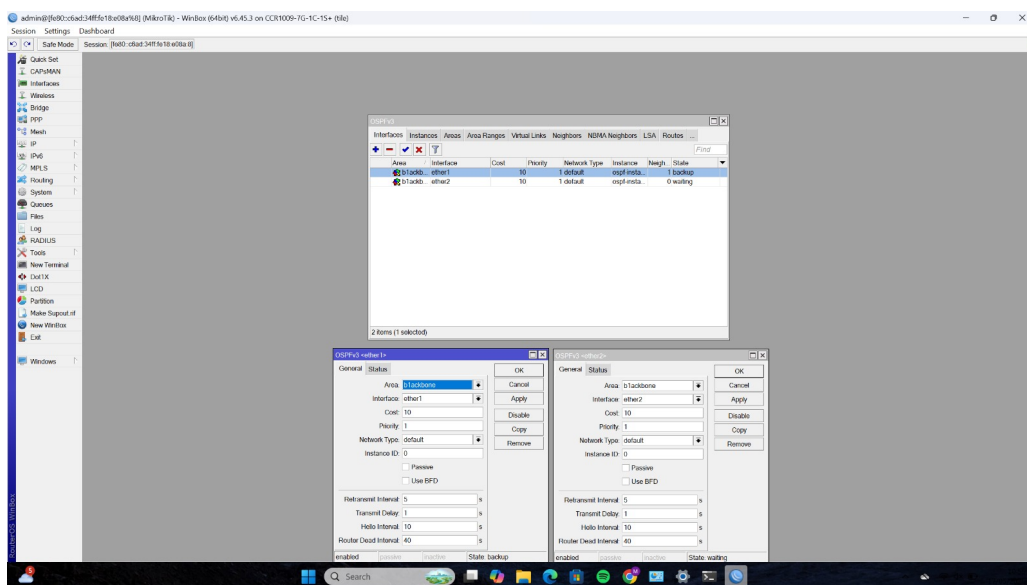 admin@[fe80::c6ad:34ff:fe18:e08a%8] (MikroTik) - WinBox (64bit) v6.45.3 on CCR1009-7G-1C-1S+ (tile)
Session Settings Dashboard
Safe Mode Session: [fe80::c6ad:34ff:fe18:e08a:8]
Quick Set
CAPsMAN
Interfaces
Wireless
Bridge
PPP
Mesh
IP
IPv6
MPLS
Routing
System
Queues
Files
Log
RADIUS
Tools
New Terminal
Dot1X
LCD
Partition
Make Supout.rif
New WinBox
Exit
Windows
RouterOS WinBox
OSPFv3
Interfaces Instances Areas Area Ranges Virtual Links Neighbors NBMA Neighbors LSA Routes ...
Find
Area Interface Cost Priority Network Type Instance Neigh.. State
b1ackb... ether1 10 1 default ospf-insta... 1 backup
b1ackb... ether2 10 1 default ospf-insta... 0 waiting
2 items (1 selected)
OSPFv3 <ether1>
General Status
Area: b1ackbone
Interface: ether1
Cost: 10
Priority: 1
Network Type: default
Instance ID: 0
Passive
Use BFD
Retransmit Interval: 5 s
Transmit Delay: 1 s
Hello Interval: 10 s
Router Dead Interval: 40 s
OK
Cancel
Apply
Disable
Copy
Remove
enabled passive inactive State: backup
OSPFv3 <ether2>
General Status
Area: b1ackbone
Interface: ether2
Cost: 10
Priority: 1
Network Type: default
Instance ID: 0
Passive
Use BFD
Retransmit Interval: 5 s
Transmit Delay: 1 s
Hello Interval: 10 s
Router Dead Interval: 40 s
OK
Cancel
Apply
Disable
Copy
Remove
enabled passive inactive State: waiting
Search